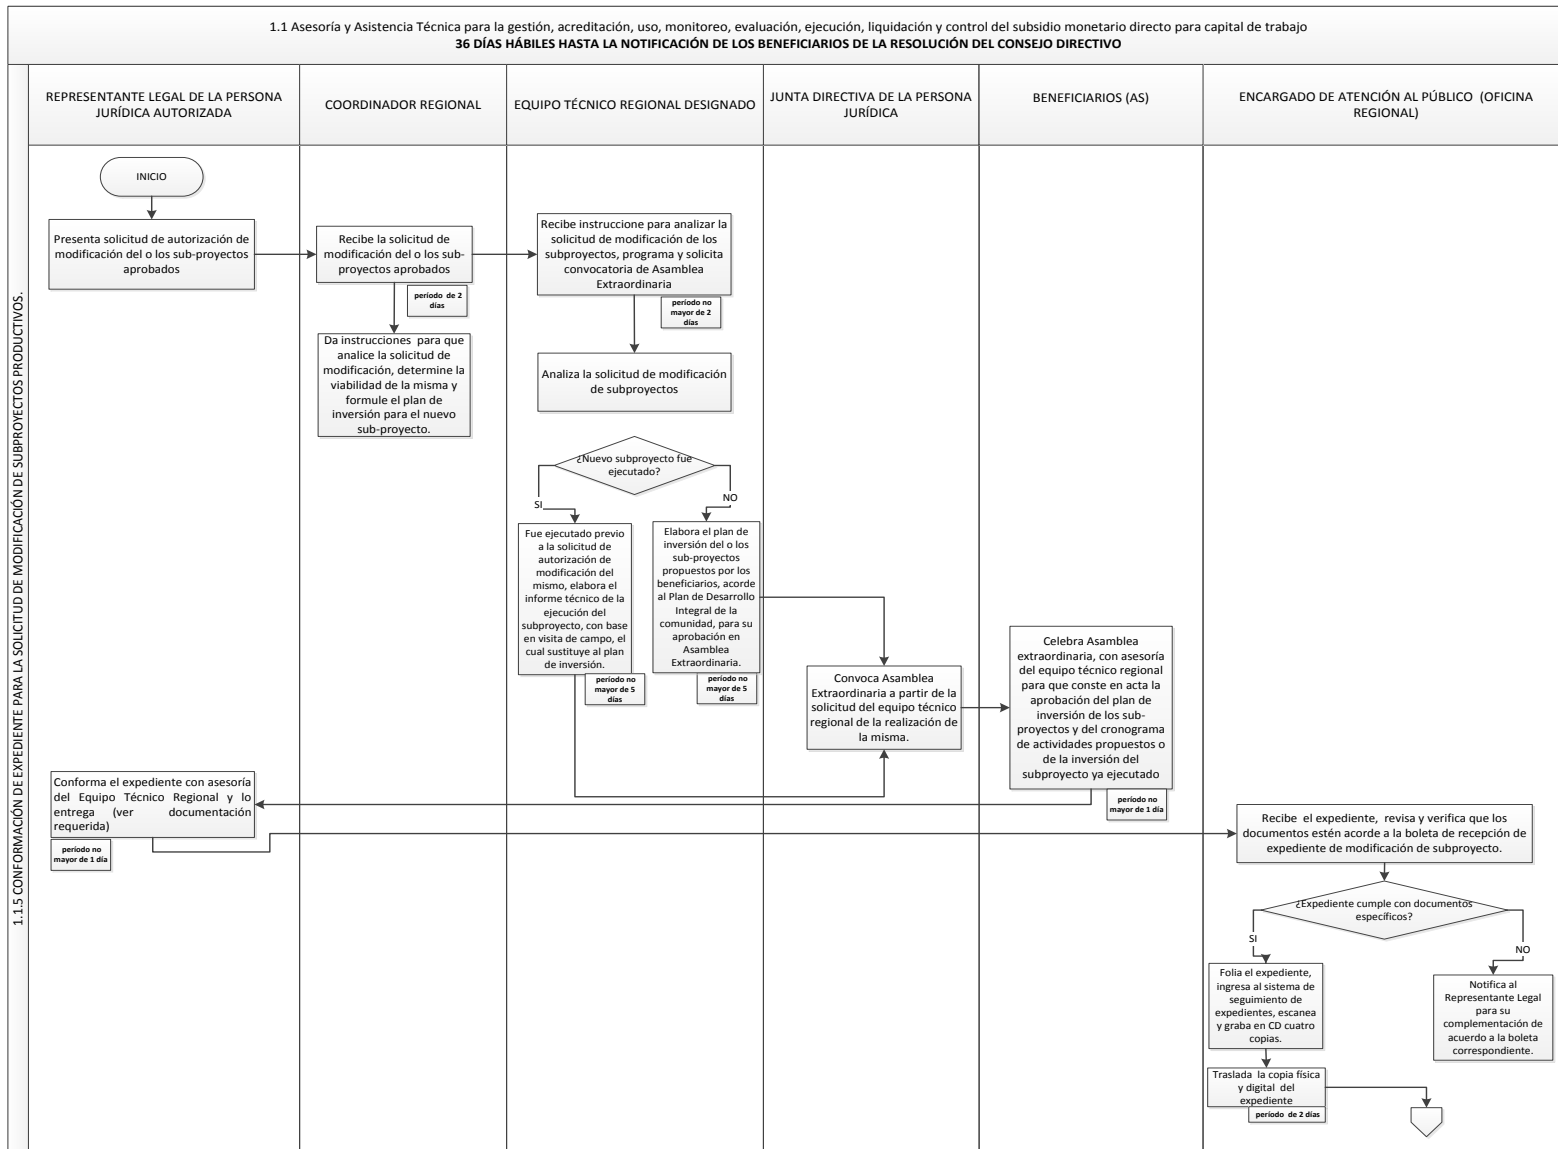 1.1 Asesoría y Asistencia Técnica para la gestión, acreditación, uso, monitoreo, evaluación, ejecución, liquidación y control del subsidio monetario directo para capital de trabajo
36 DÍAS HÁBILES HASTA LA NOTIFICACIÓN DE LOS BENEFICIARIOS DE LA RESOLUCIÓN DEL CONSEJO DIRECTIVO
1.1.5 CONFORMACIÓN DE EXPEDIENTE PARA LA SOLICITUD DE MODIFICACIÓN DE SUBPROYECTOS PRODUCTIVOS.
REPRESENTANTE LEGAL DE LA PERSONA
JURÍDICA AUTORIZADA
COORDINADOR REGIONAL
EQUIPO TÉCNICO REGIONAL DESIGNADO
JUNTA DIRECTIVA DE LA PERSONA
JURÍDICA
BENEFICIARIOS (AS)
ENCARGADO DE ATENCIÓN AL PÚBLICO (OFICINA
REGIONAL)
INICIO
Presenta solicitud de autorización de
modificación del o los sub-proyectos
aprobados
Recibe la solicitud de
modificación del o los sub-
proyectos aprobados
período de 2
días
Da instrucciones para que
analice la solicitud de
modificación, determine la
viabilidad de la misma y
formule el plan de
inversión para el nuevo
sub-proyecto.
Recibe instruccione para analizar la
solicitud de modificación de los
subproyectos, programa y solicita
convocatoria de Asamblea
Extraordinaria
período no
mayor de 2
días
Analiza la solicitud de modificación
de subproyectos
¿Nuevo subproyecto fue
ejecutado?
SI
NO
Fue ejecutado previo
a la solicitud de
autorización de
modificación del
mismo, elabora el
informe técnico de la
ejecución del
subproyecto, con base
en visita de campo, el
cual sustituye al plan
de inversión.
período no
mayor de 5
días
Elabora el plan de
inversión del o los
sub-proyectos
propuestos por los
beneficiarios, acorde
al Plan de Desarrollo
Integral de la
comunidad, para su
aprobación en
Asamblea
Extraordinaria.
período no
mayor de 5
días
Convoca Asamblea
Extraordinaria a partir de la
solicitud del equipo técnico
regional de la realización de
la misma.
Celebra Asamblea
extraordinaria, con asesoría
del equipo técnico regional
para que conste en acta la
aprobación del plan de
inversión de los sub-
proyectos y del cronograma
de actividades propuestos o
de la inversión del
subproyecto ya ejecutado
período no
mayor de 1 día
Conforma el expediente con asesoría
del Equipo Técnico Regional y lo
entrega (ver documentación
requerida)
período no
mayor de 1 día
Recibe el expediente, revisa y verifica que los
documentos estén acorde a la boleta de recepción de
expediente de modificación de subproyecto.
¿Expediente cumple con documentos
específicos?
SI
NO
Folia el expediente,
ingresa al sistema de
seguimiento de
expedientes, escanea
y graba en CD cuatro
copias.
Notifica al
Representante Legal
para su
complementación de
acuerdo a la boleta
correspondiente.
Traslada la copia física
y digital del
expediente
período de 2 días